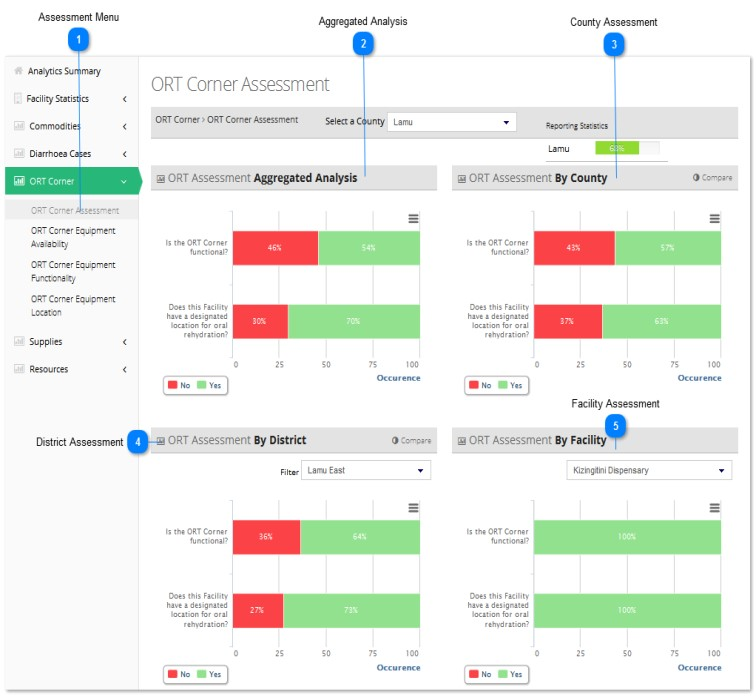 Assessment Menu
1
Aggregated Analysis
2
County Assessment
3
Analytics Summary
Facility Statistics
Commodities
Diarrhoea Cases
ORT Corner
ORT Corner Assessment
ORT Corner Equipment
Availability
ORT Corner Equipment
Functionality
ORT Corner Equipment
Location
Supplies
Resources
ORT Corner Assessment
ORT Corner > ORT Corner Assessment
Select a County
Lamu
Reporting Statistics
Lamu
ORT Assessment Aggregated Analysis
Is the ORT Corner
functional?
46%
54%
Does this Facility
have a designated
location for oral
rehydration?
30%
70%
0 25 50 75 100
Occurence
No Yes
ORT Assessment By County
Compare
Is the ORT Corner
functional?
43%
57%
Does this Facility
have a designated
location for oral
rehydration?
37%
63%
0 25 50 75 100
Occurence
No Yes
District Assessment
4
ORT Assessment By District
Compare
Filter
Lamu East
Is the ORT Corner
functional?
36%
64%
Does this Facility
have a designated
location for oral
rehydration?
27%
73%
0 25 50 75 100
Occurence
No Yes
Facility Assessment
5
ORT Assessment By Facility
Kizingitini Dispensary
Is the ORT Corner
functional?
100%
Does this Facility
have a designated
location for oral
rehydration?
100%
0 25 50 75 100
Occurence
No Yes